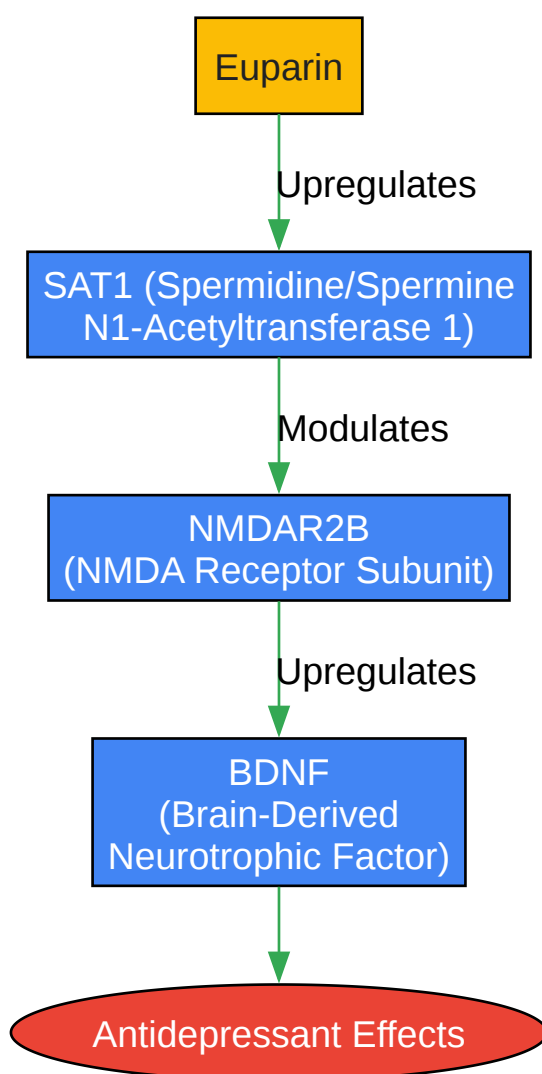 Euparin
Upregulates
SAT1 (Spermidine/Spermine
N1-Acetyltransferase 1)
Modulates
NMDAR2B
(NMDA Receptor Subunit)
Upregulates
BDNF
(Brain-Derived
Neurotrophic Factor)
Antidepressant Effects